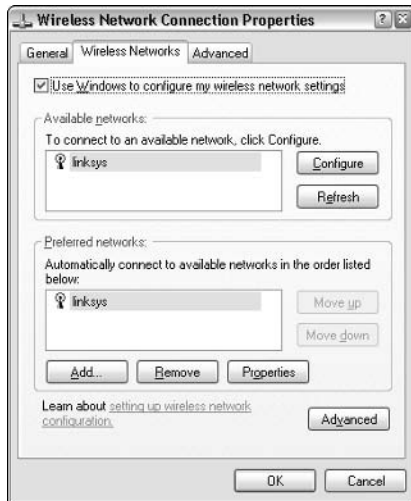 Wireless Network Connection Properties
General Wireless Networks Advanced
Use Windows to configure my wireless network settings
Available networks:
To connect to an available network, click Configure.
linksys
Configure
Refresh
Preferred networks:
Automatically connect to available networks in the order listed
below:
linksys
Move up
Move down
Add... Remove Properties
Learn about setting up wireless network
configuration.
Advanced
OK Cancel